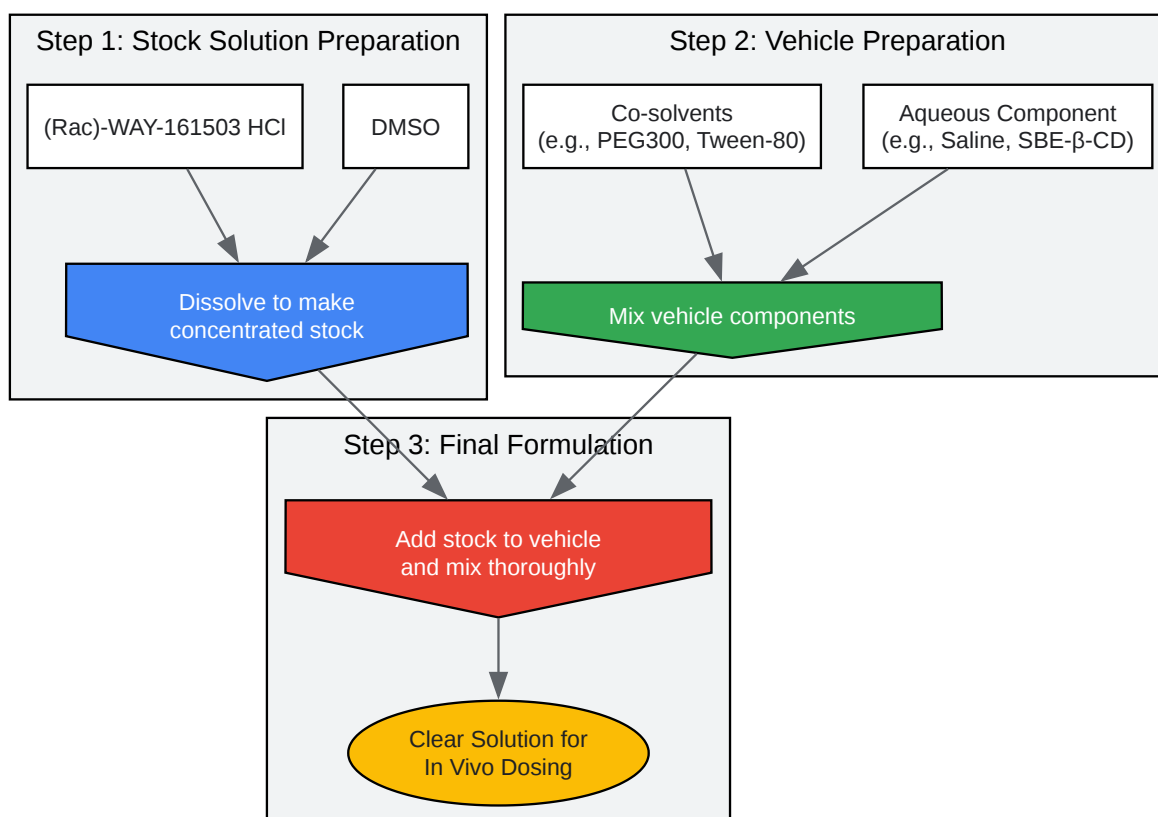 Step 1: Stock Solution Preparation
(Rac)-WAY-161503 HCl
DMSO
Dissolve to make
concentrated stock
Step 2: Vehicle Preparation
Co-solvents
(e.g., PEG300, Tween-80)
Aqueous Component
(e.g., Saline, SBE-β-CD)
Mix vehicle components
Step 3: Final Formulation
Add stock to vehicle
and mix thoroughly
Clear Solution for
In Vivo Dosing